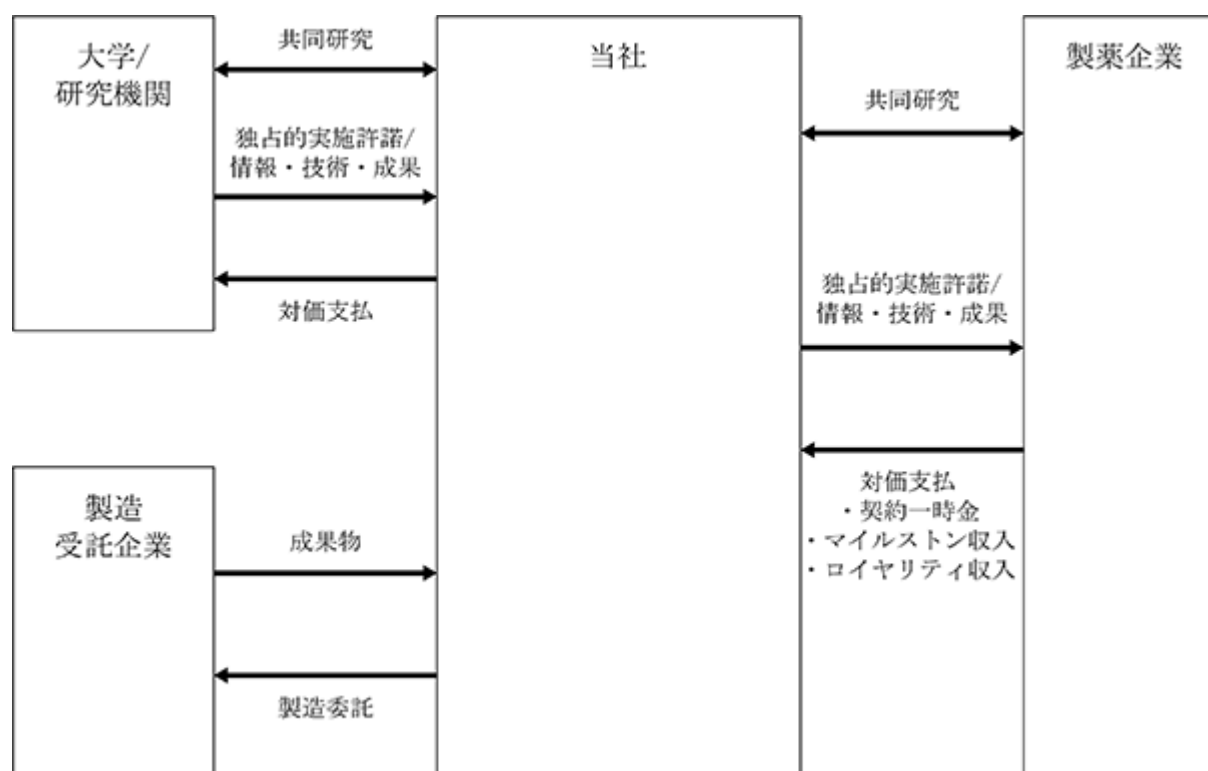 大学/
研究機関
共同研究
独占的実施許諾/
情報・技術・成果
対価支払
製造
受託企業
成果物
製造委託
当社
製薬企業
共同研究
独占的実施許諾/
情報・技術・成果
対価支払
・契約一時金
・マイルストン収入
・ロイヤリティ収入